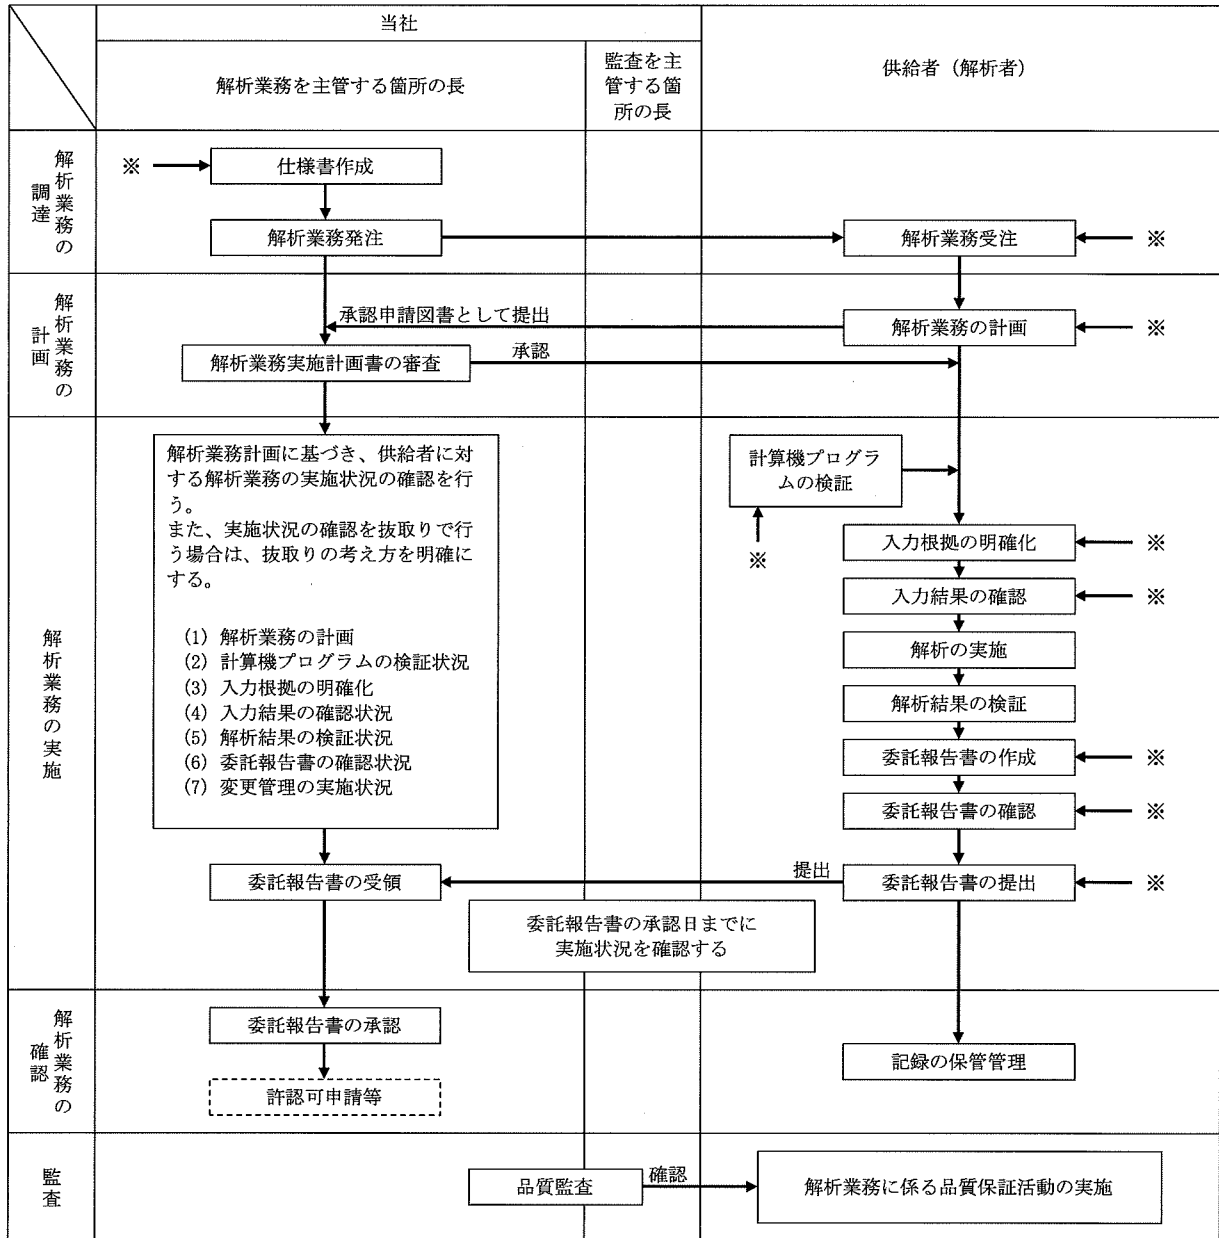 当社
解析業務を主管する箇所の長
監査を主
管する箇
所の長
供給者（解析者）
解析業務の
調達
※
仕様書作成
解析業務発注
解析業務受注
※
解析業務の
計画
承認申請図書として提出
解析業務の計画
※
解析業務実施計画書の審査
承認
解析業務の実施
解析業務計画に基づき、供給者に対
する解析業務の実施状況の確認を行
う。
また、実施状況の確認を抜取りで行
う場合は、抜取りの考え方を明確に
する。
(1) 解析業務の計画
(2) 計算機プログラムの検証状況
(3) 入力根拠の明確化
(4) 入力結果の確認状況
(5) 解析結果の検証状況
(6) 委託報告書の確認状況
(7) 変更管理の実施状況
計算機プログラ
ムの検証
※
入力根拠の明確化
※
入力結果の確認
※
解析の実施
解析結果の検証
委託報告書の作成
※
委託報告書の確認
※
委託報告書の受領
提出
委託報告書の提出
※
委託報告書の承認日までに
実施状況を確認する
解析業務の
確認
委託報告書の承認
許認可申請等
記録の保管管理
監査
品質監査
確認
解析業務に係る品質保証活動の実施